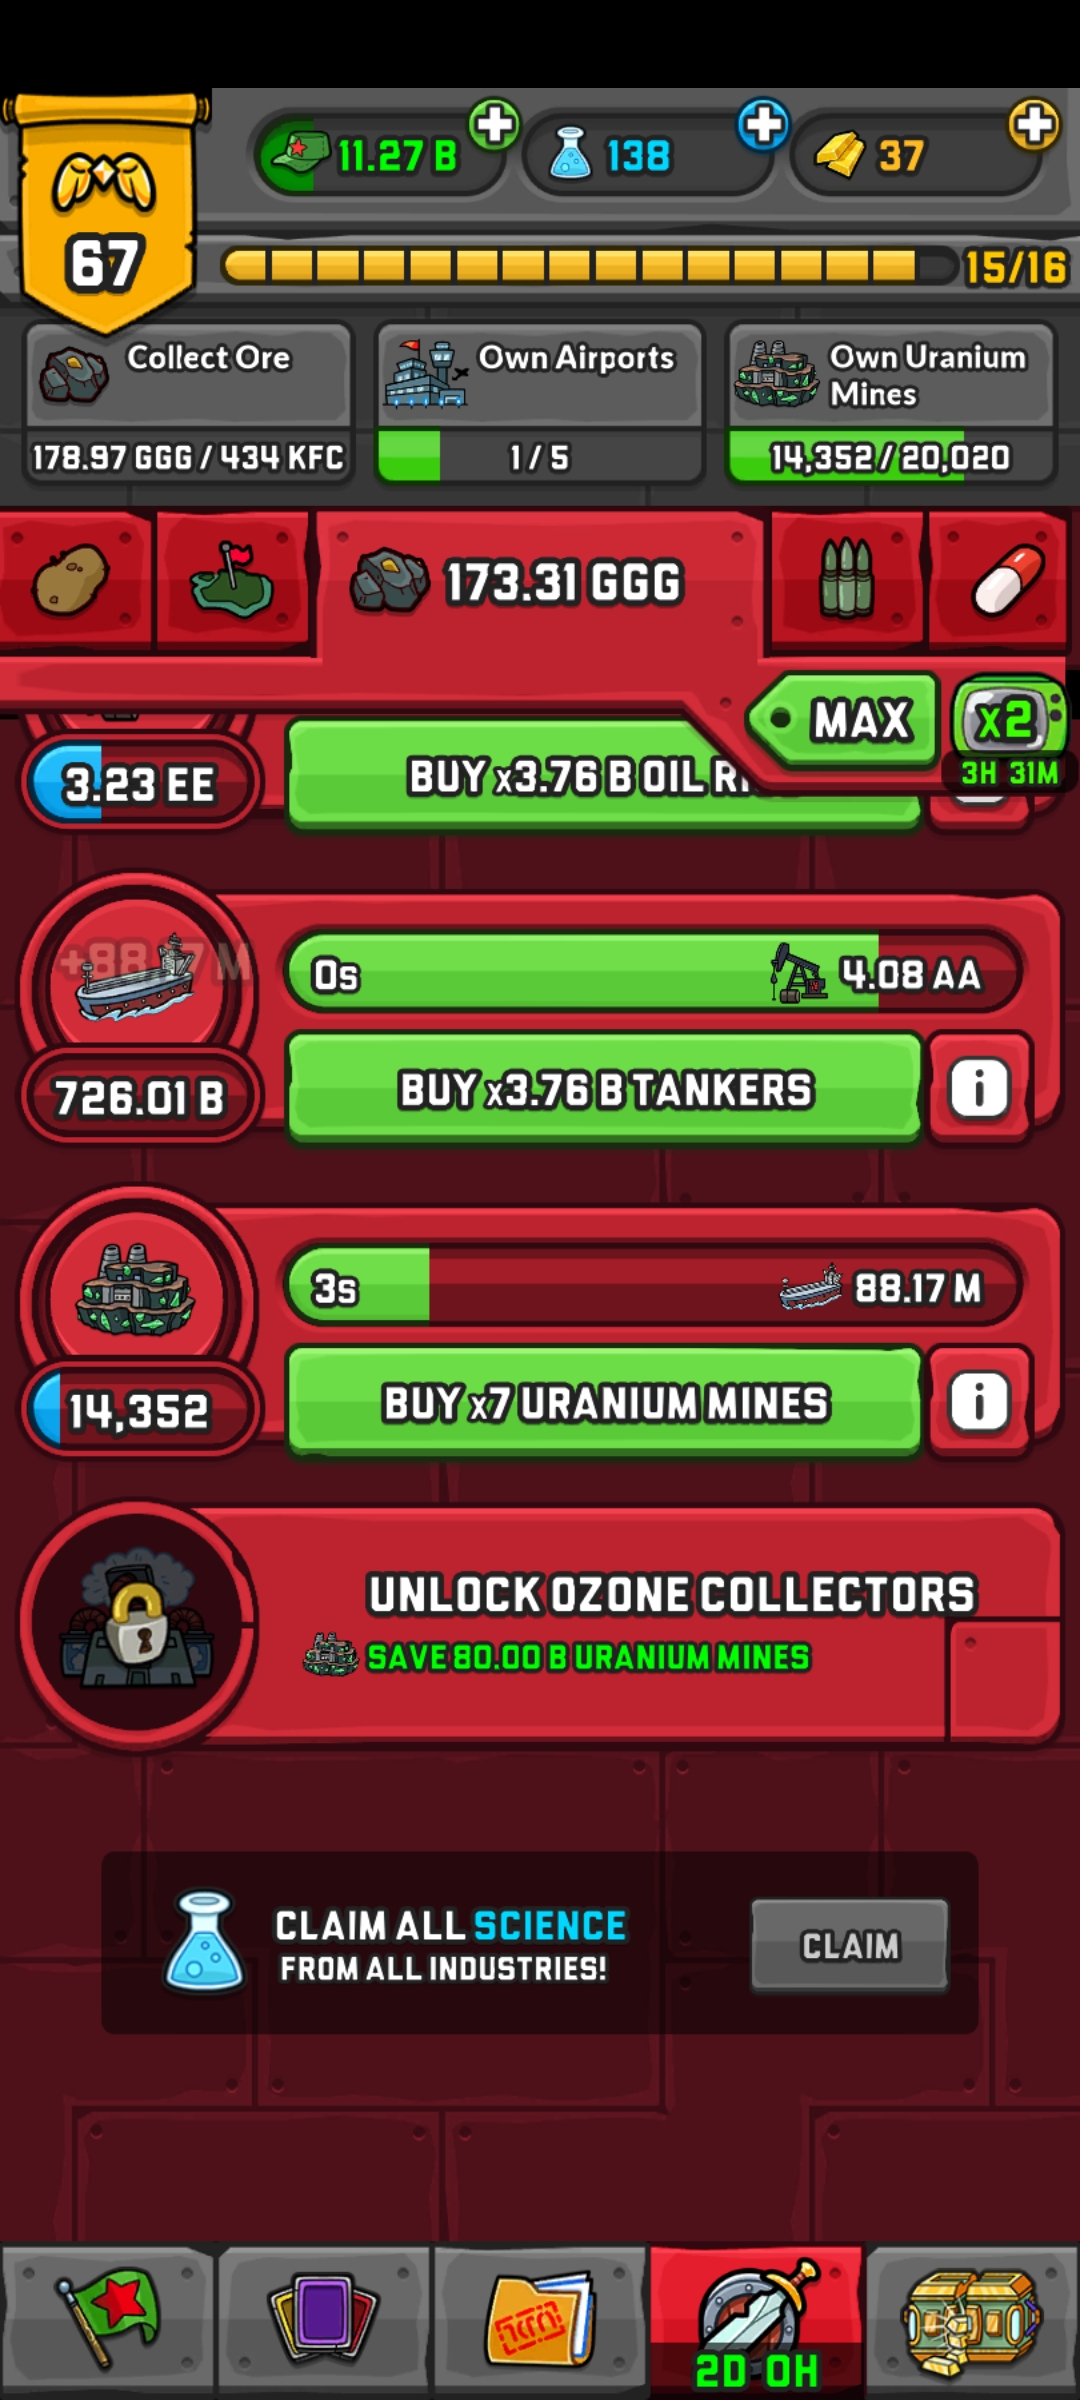 67
11.27 B
138
37
15/16
Collect Ore
178.97 GGG / 434 KFC
Own Airports
1 / 5
Own Uranium
Mines
14,352 / 20,020
173.31 GGG
MAX
x2
3H 31M
3.23 EE
BUY x3.76 B OIL
+88.17 M
0s
4.08 AA
726.01 B
BUY x3.76 B TANKERS
i
3s
88.17 M
14,352
BUY x7 URANIUM MINES
i
UNLOCK OZONE COLLECTORS
SAVE 80.00 B URANIUM MINES
CLAIM ALL SCIENCE
FROM ALL INDUSTRIES!
CLAIM
2D 0H